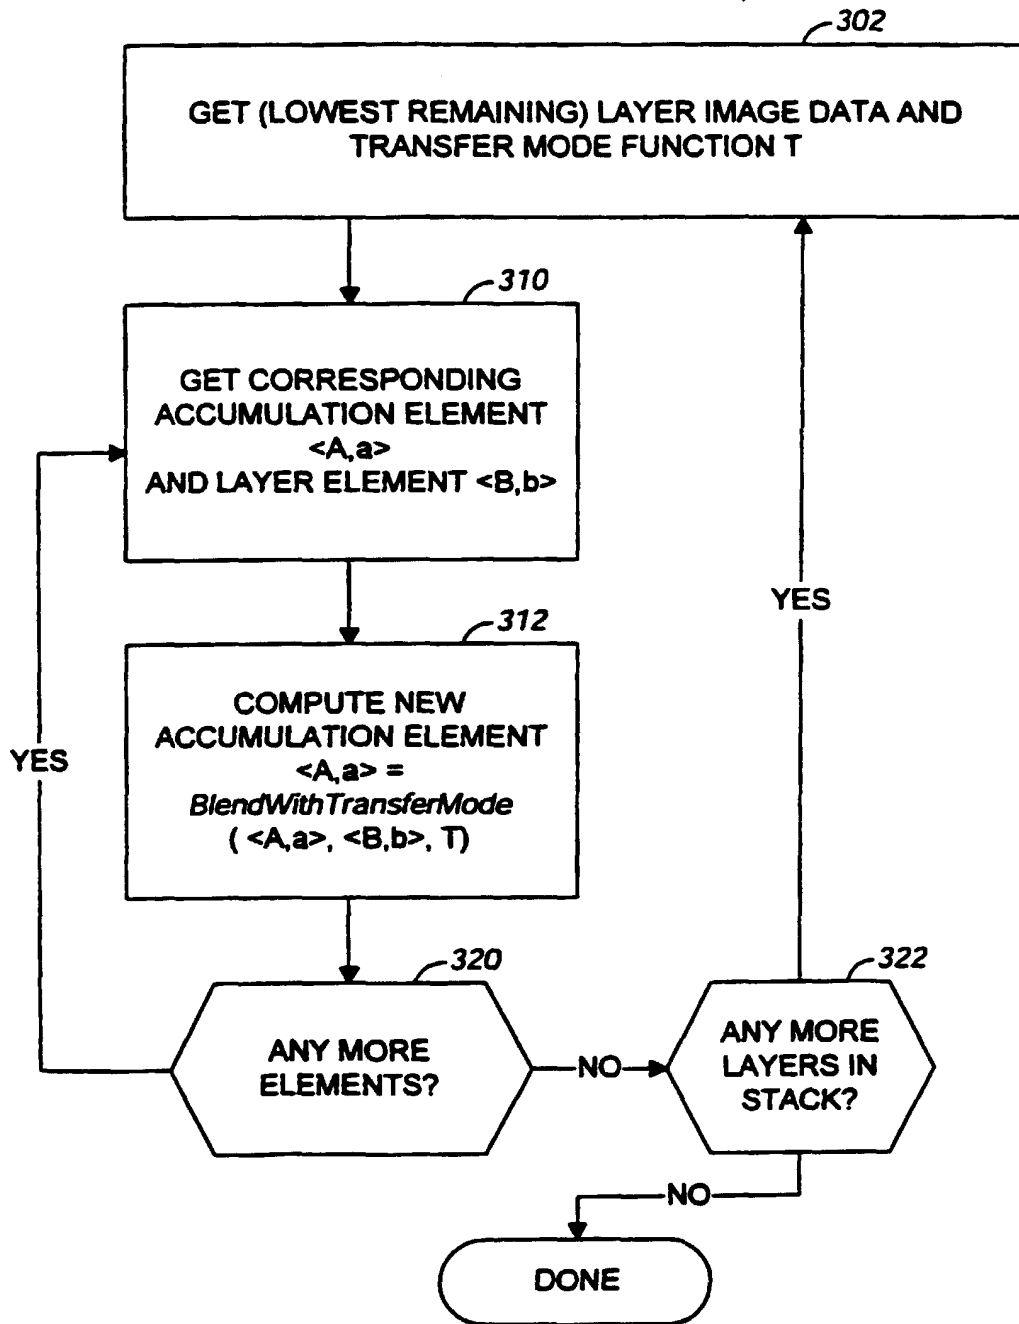 302
GET (LOWEST REMAINING) LAYER IMAGE DATA AND
TRANSFER MODE FUNCTION T
310
GET CORRESPONDING
ACCUMULATION ELEMENT
<A,a>
AND LAYER ELEMENT <B,b>
312
COMPUTE NEW
ACCUMULATION ELEMENT
<A,a> =
BlendWithTransferMode
( <A,a>, <B,b>, T)
YES
YES
320
ANY MORE
ELEMENTS?
NO
322
ANY MORE
LAYERS IN
STACK?
NO
DONE